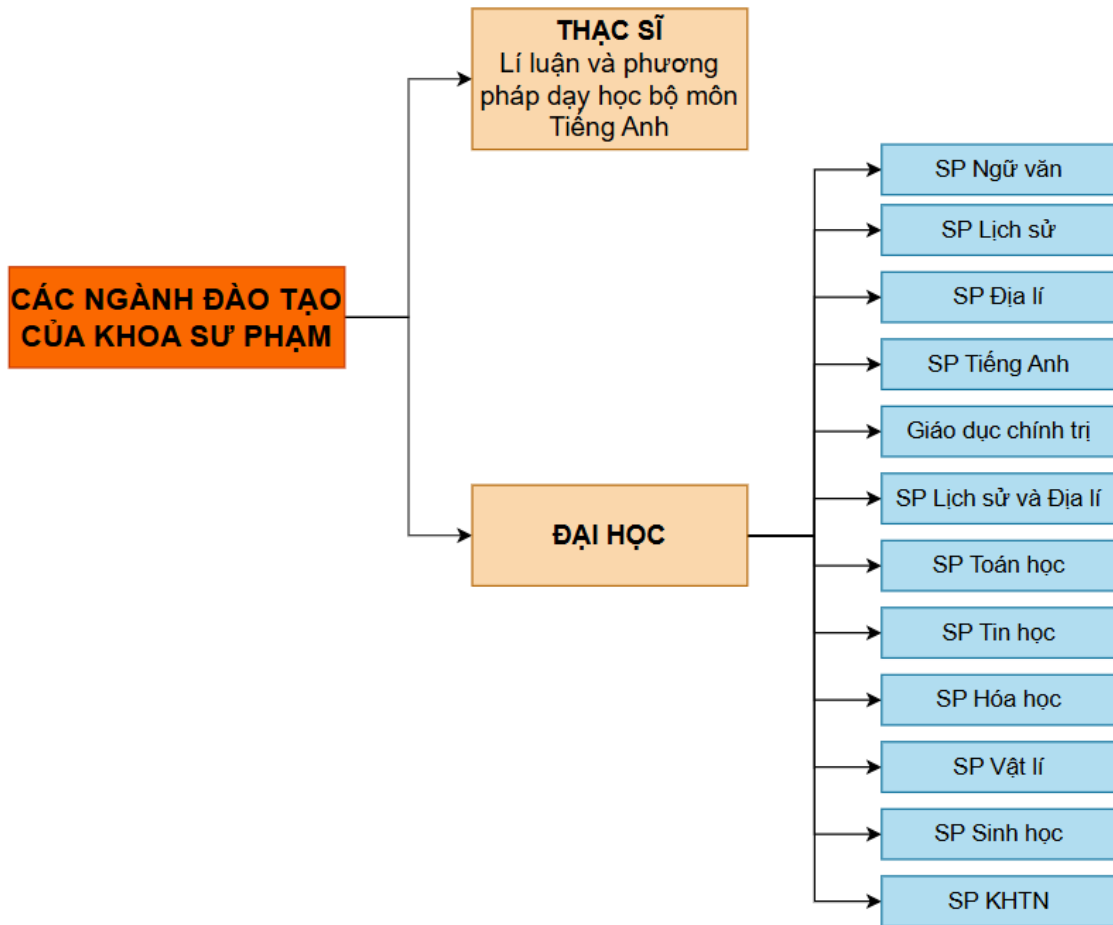 THẠC SĨ
Lí luận và phương
pháp dạy học bộ môn
Tiếng Anh
CÁC NGÀNH ĐÀO TẠO
CỦA KHOA SƯ PHẠM
ĐẠI HỌC
SP Ngữ văn
SP Lịch sử
SP Địa lí
SP Tiếng Anh
Giáo dục chính trị
SP Lịch sử và Địa lí
SP Toán học
SP Tin học
SP Hóa học
SP Vật lí
SP Sinh học
SP KHTN